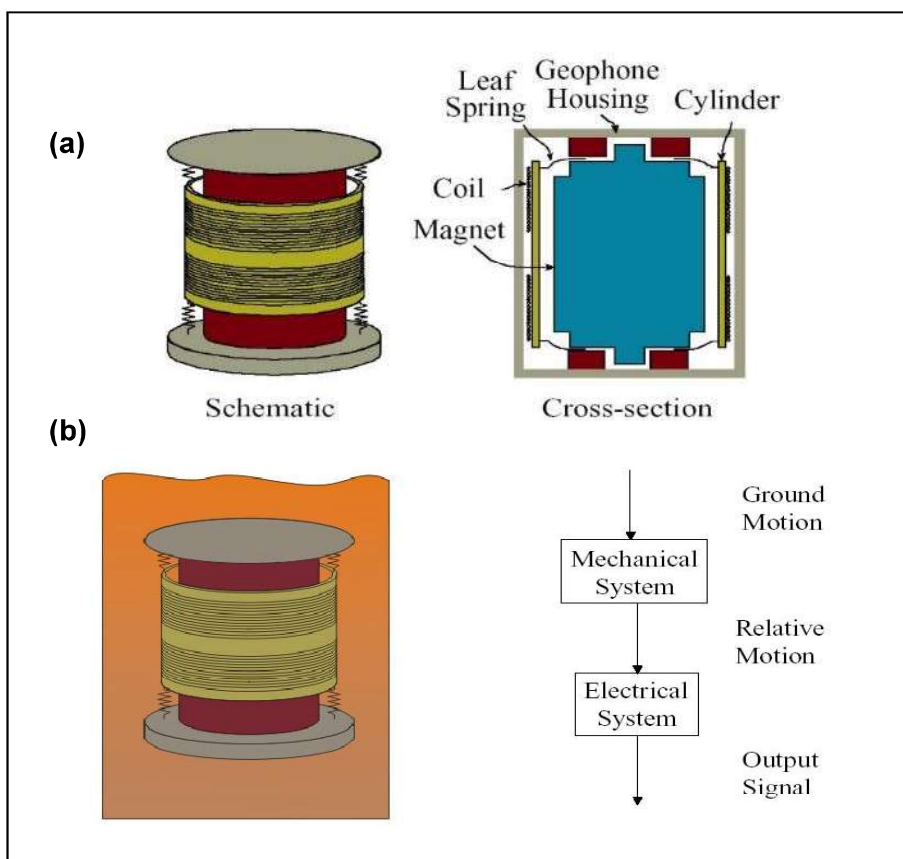 (a)
Leaf
Spring
Geophone
Housing
Cylinder
Coil
Magnet
Schematic
Cross-section
(b)
Ground
Motion
Mechanical
System
Relative
Motion
Electrical
System
Output
Signal